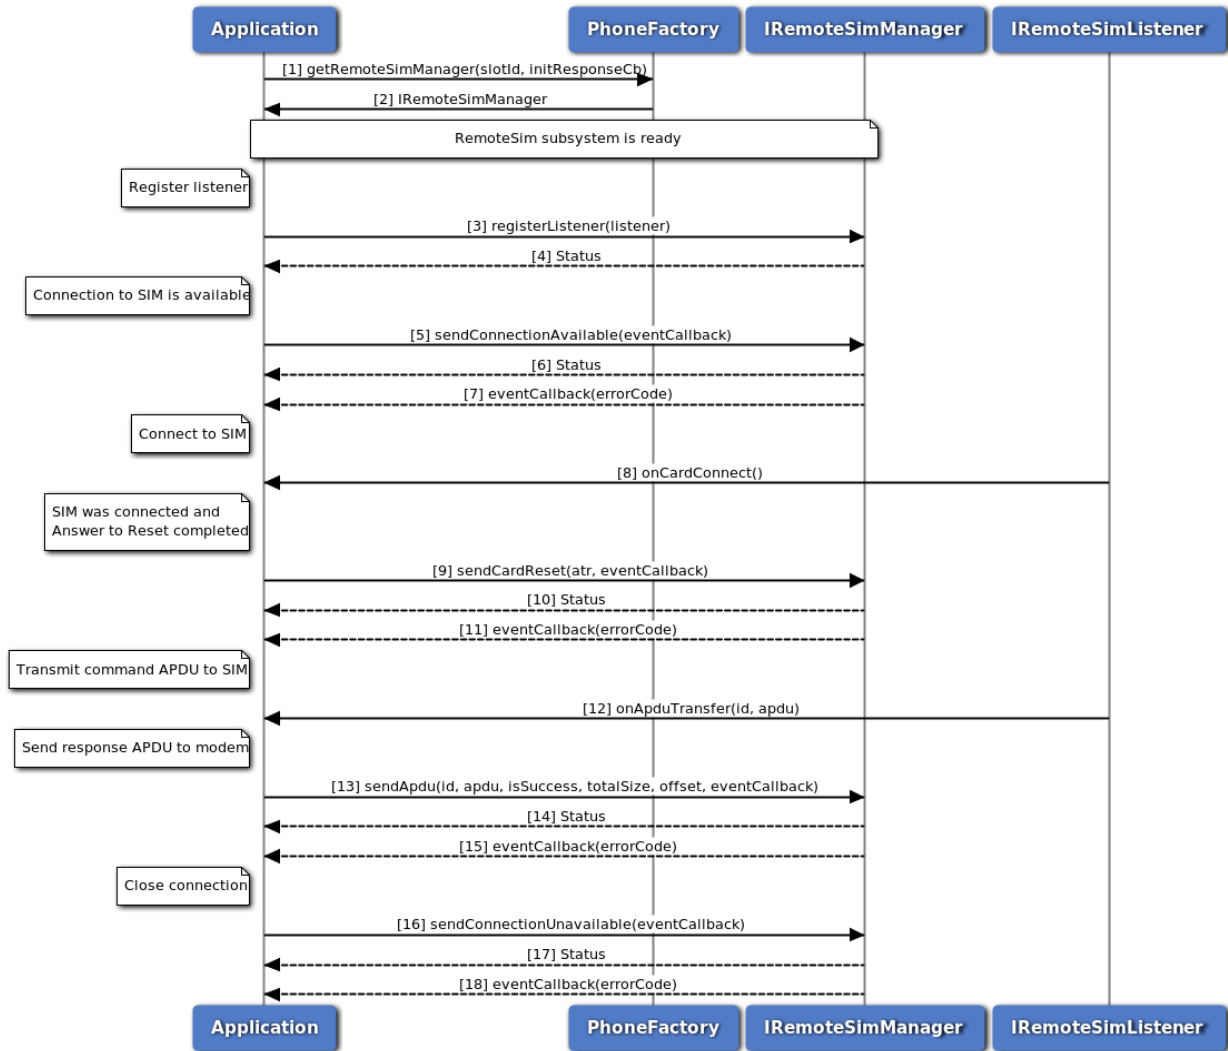 Application
PhoneFactory
IRemoteSimManager
IRemoteSimListener
[1] getRemoteSimManager(slotId, initResponseCb)
[2] IRemoteSimManager
RemoteSim subsystem is ready
Register listener
[3] registerListener(listener)
[4] Status
Connection to SIM is available
[5] sendConnectionAvailable(eventCallback)
[6] Status
[7] eventCallback(errorCode)
Connect to SIM
[8] onCardConnect()
SIM was connected and
Answer to Reset completed
[9] sendCardReset(atr, eventCallback)
[10] Status
[11] eventCallback(errorCode)
Transmit command APDU to SIM
[12] onApduTransfer(id, apdu)
Send response APDU to modem
[13] sendApdu(id, apdu, isSuccess, totalSize, offset, eventCallback)
[14] Status
[15] eventCallback(errorCode)
Close connection
[16] sendConnectionUnavailable(eventCallback)
[17] Status
[18] eventCallback(errorCode)
Application
PhoneFactory
IRemoteSimManager
IRemoteSimListener